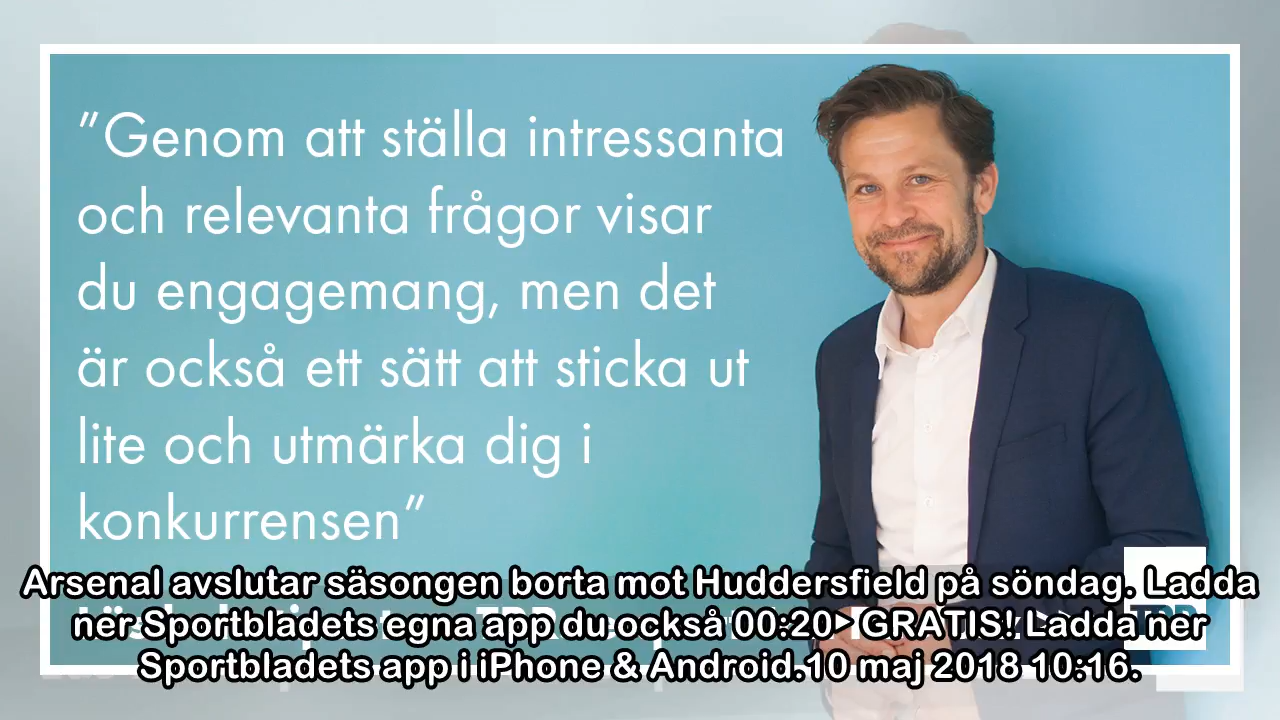 ”Genom att ställa intressanta
och relevanta frågor visar
du engagemang, men det
är också ett sätt att sticka ut
lite och utmärka dig i
konkurrensen”
Arsenal avslutar säsongen borta mot Huddersfield på söndag. Ladda
ner Sportbladets egna app du också 00:20▶ GRATIS! Ladda ner
Sportbladets app i iPhone & Android.10 maj 2018 10:16.